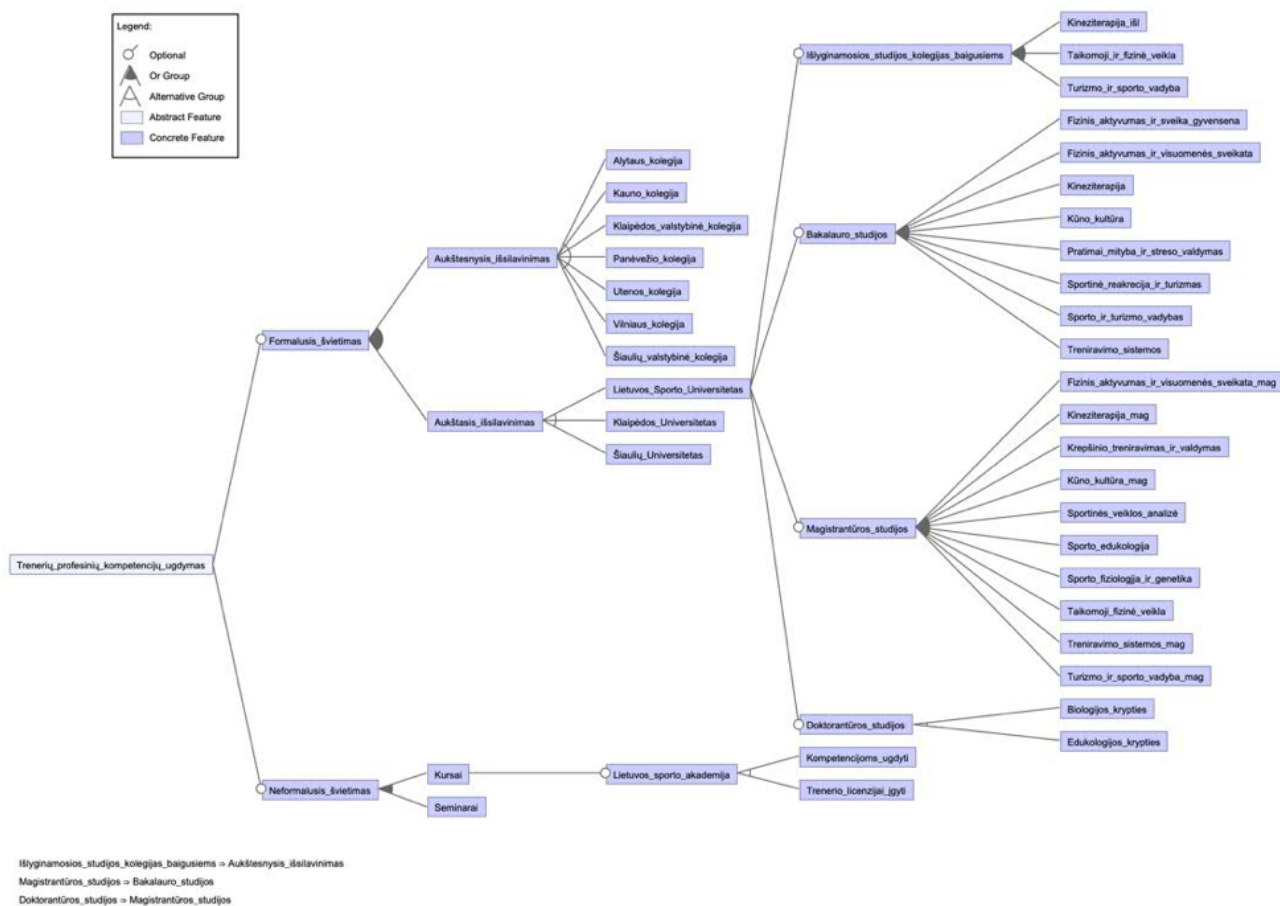 Legend:
Optional
Or Group
Alternative Group
Abstract Feature
Concrete Feature
Trenerių_profesinių_kompetencijų_ugdymas
Formalusis_švietimas
Aukštesnysis_išsilavinimas
Alytaus_kolegija
Kauno_kolegija
Klaipėdos_valstybinė_kolegija
Panėvežio_kolegija
Utenos_kolegija
Vilniaus_kolegija
Šiaulių_valstybinė_kolegija
Aukštasis_išsilavinimas
Lietuvos_Sporto_Universitetas
Išlyginamosios_studijos_kolegijas_baigusiems
Kineziterapija_išl
Taikomoji_ir_fizinė_veikla
Turizmo_ir_sporto_vadyba
Bakalauro_studijos
Fizinis_aktyvumas_ir_sveika_gyvensena
Fizinis_aktyvumas_ir_visuomenės_sveikata
Kineziterapija
Kūno_kultūra
Pratimai_mityba_ir_streso_valdymas
Sportinė_reakrecija_ir_turizmas
Sporto_ir_turizmo_vadybas
Treniravimo_sistemos
Magistrantūros_studijos
Fizinis_aktyvumas_ir_visuomenės_sveikata_mag
Kineziterapija_mag
Krepšinio_treniravimas_ir_valdymas
Kūno_kultūra_mag
Sportinės_veiklos_analizė
Sporto_edukologija
Sporto_fiziologjja_ir_genetika
Taikomoji_fizinė_veikla
Treniravimo_sistemos_mag
Turizmo_ir_sporto_vadyba_mag
Doktorantūros_studijos
Biologijos_krypties
Edukologijos_krypties
Klaipėdos_Universitetas
Šiaulių_Universitetas
Neformalusis_švietimas
Kursai
Lietuvos_sporto_akademija
Kompetencijoms_ugdyti
Trenerio_licenzijai_įgyti
Seminarai
Išlyginamosios_studijos_kolegijas_baigusiems ⇒ Aukštesnysis_išsilavinimas
Magistrantūros_studijos ⇒ Bakalauro_studijos
Doktorantūros_studijos ⇒ Magistrantūros_studijos